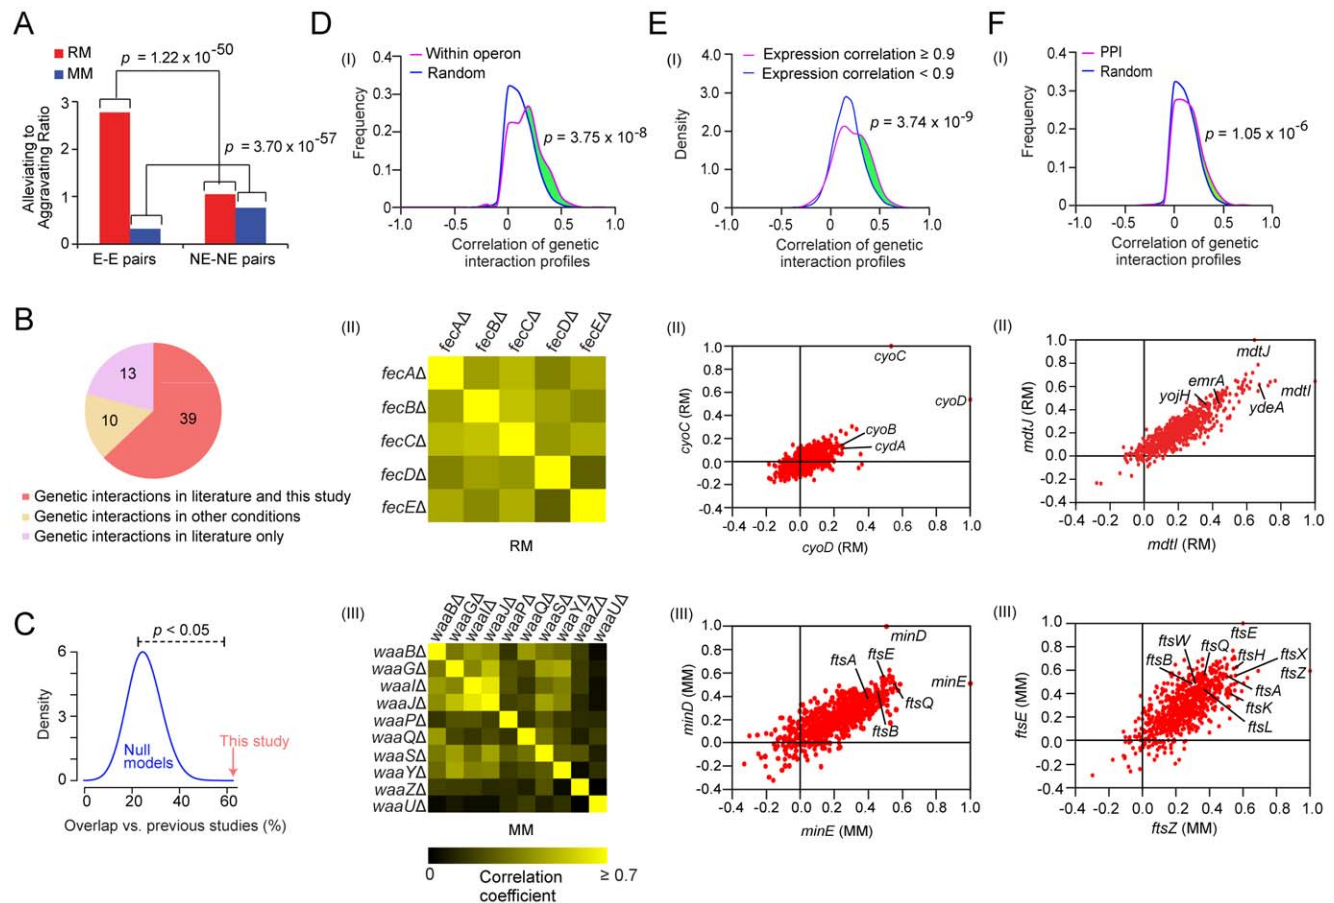 A
RM
MM
p = 1.22 x 10-50
p = 3.70 x 10-57
Alleviating to
Aggravating Ratio
3
2
1
0
E-E pairs
NE-NE pairs
B
13
10
39
Genetic interactions in literature and this study
Genetic interactions in other conditions
Genetic interactions in literature only
C
p < 0.05
Density
6
3
0
Null
models
This study
0
20
40
60
Overlap vs. previous studies (%)
D
(I)
Within operon
Random
Frequency
0.4
0.3
0.2
0.1
0
p = 3.75 x 10-8
-1.0
-0.5
0
0.5
1.0
Correlation of genetic
interaction profiles
(II)
fecAΔ
fecBΔ
fecCΔ
fecDΔ
fecEΔ
fecAΔ
fecBΔ
fecCΔ
fecDΔ
fecEΔ
RM
(III)
waaBΔ
waaGΔ
waaIΔ
waaJΔ
waaPΔ
waaQΔ
waaSΔ
waaYΔ
waaZΔ
waaUΔ
waaBΔ
waaGΔ
waaIΔ
waaJΔ
waaPΔ
waaQΔ
waaSΔ
waaYΔ
waaZΔ
waaUΔ
MM
0
Correlation
coefficient
≥ 0.7
E
(I)
Expression correlation ≥ 0.9
Expression correlation < 0.9
Density
4.0
3.0
2.0
1.0
0
p = 3.74 x 10-9
-1.0
-0.5
0
0.5
1.0
Correlation of genetic
interaction profiles
(II)
cyoC (RM)
1.0
0.8
0.6
0.4
0.2
0.0
-0.2
-0.4
cyoC
cyoD
cyoB
cydA
-0.4
-0.2
0.0
0.2
0.4
0.6
0.8
1.0
cyoD (RM)
(III)
minD (MM)
1.0
0.8
0.6
0.4
0.2
0.0
-0.2
-0.4
minD
ftsE
ftsA
minE
ftsQ
ftsB
-0.4
-0.2
0.0
0.2
0.4
0.6
0.8
1.0
minE (MM)
F
(I)
PPI
Random
Frequency
0.4
0.3
0.2
0.1
0
p = 1.05 x 10-6
-1.0
-0.5
0
0.5
1.0
Correlation of genetic
interaction profiles
(II)
mdtJ (RM)
1.0
0.8
0.6
0.4
0.2
0.0
-0.2
-0.4
mdtJ
emrA
yojH
mdtI
ydeA
-0.4
-0.2
0.0
0.2
0.4
0.6
0.8
1.0
mdtI (RM)
(III)
ftsE (MM)
1.0
0.8
0.6
0.4
0.2
0.0
-0.2
-0.4
ftsE
ftsW
ftsQ
ftsH
ftsX
ftsB
ftsZ
ftsA
ftsK
ftsL
-0.4
-0.2
0.0
0.2
0.4
0.6
0.8
1.0
ftsZ (MM)